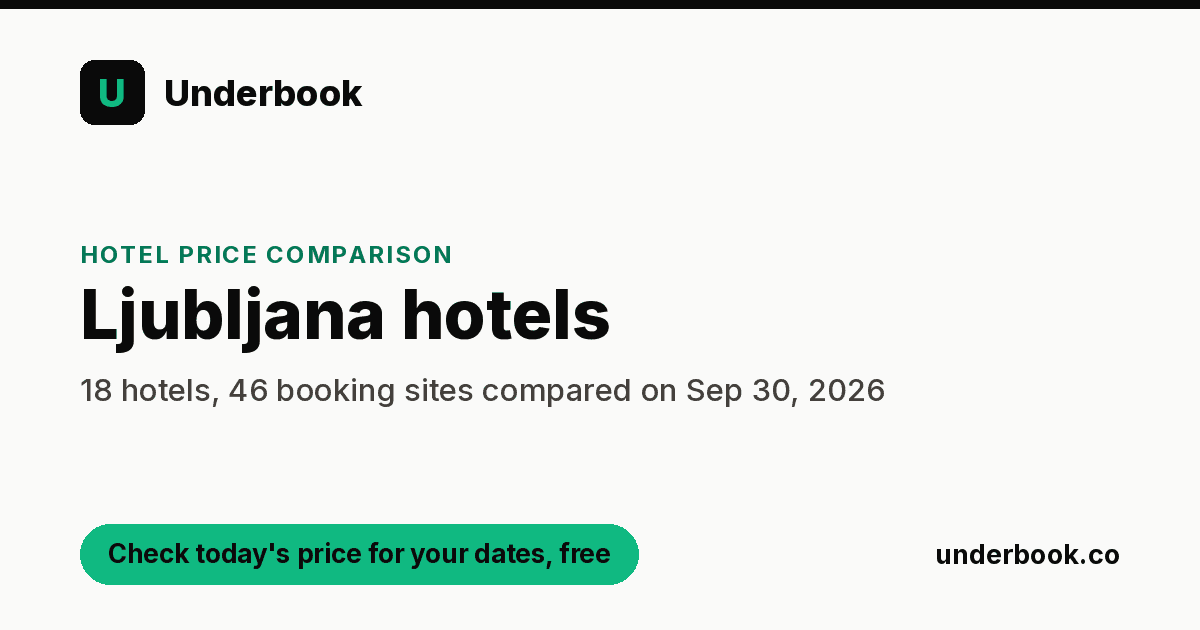 U Underbook
HOTEL PRICE COMPARISON
Ljubljana hotels
18 hotels, 46 booking sites compared on Sep 30, 2026
Check today's price for your dates, free
underbook.co